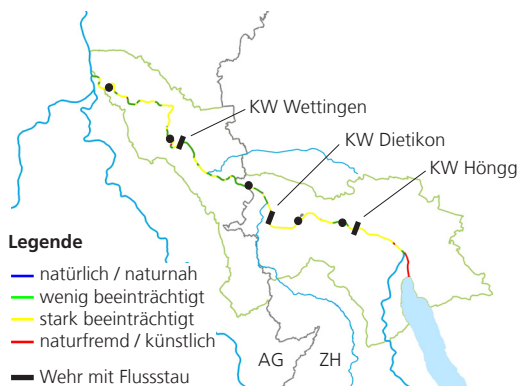 KW Wettingen
KW Dietikon
KW Höngg
Legende
natürlich / naturnah
wenig beeinträchtigt
stark beeinträchtigt
naturfremd / künstlich
Wehr mit Flussstau
AG
ZH